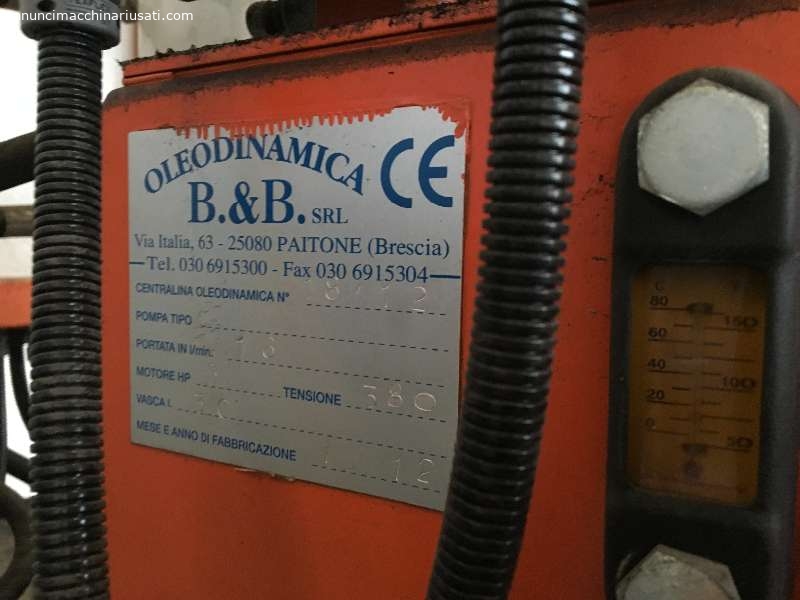 nnuncimacchinariusati.com
OLEODINAMICA
B.&B. SRL
CE
Via Italia, 63 - 25080 PAITONE (Brescia)
Tel. 030 6915300 - Fax 030 6915304
CENTRALINA OLEODINAMICA N°
POMPA TIPO
PORTATA IN l/min. 16
MOTORE HP
TENSIONE 380
VASCA l.
MESE E ANNO DI FABBRICAZIONE 12
C
80
60
40
20
0
150
100
50